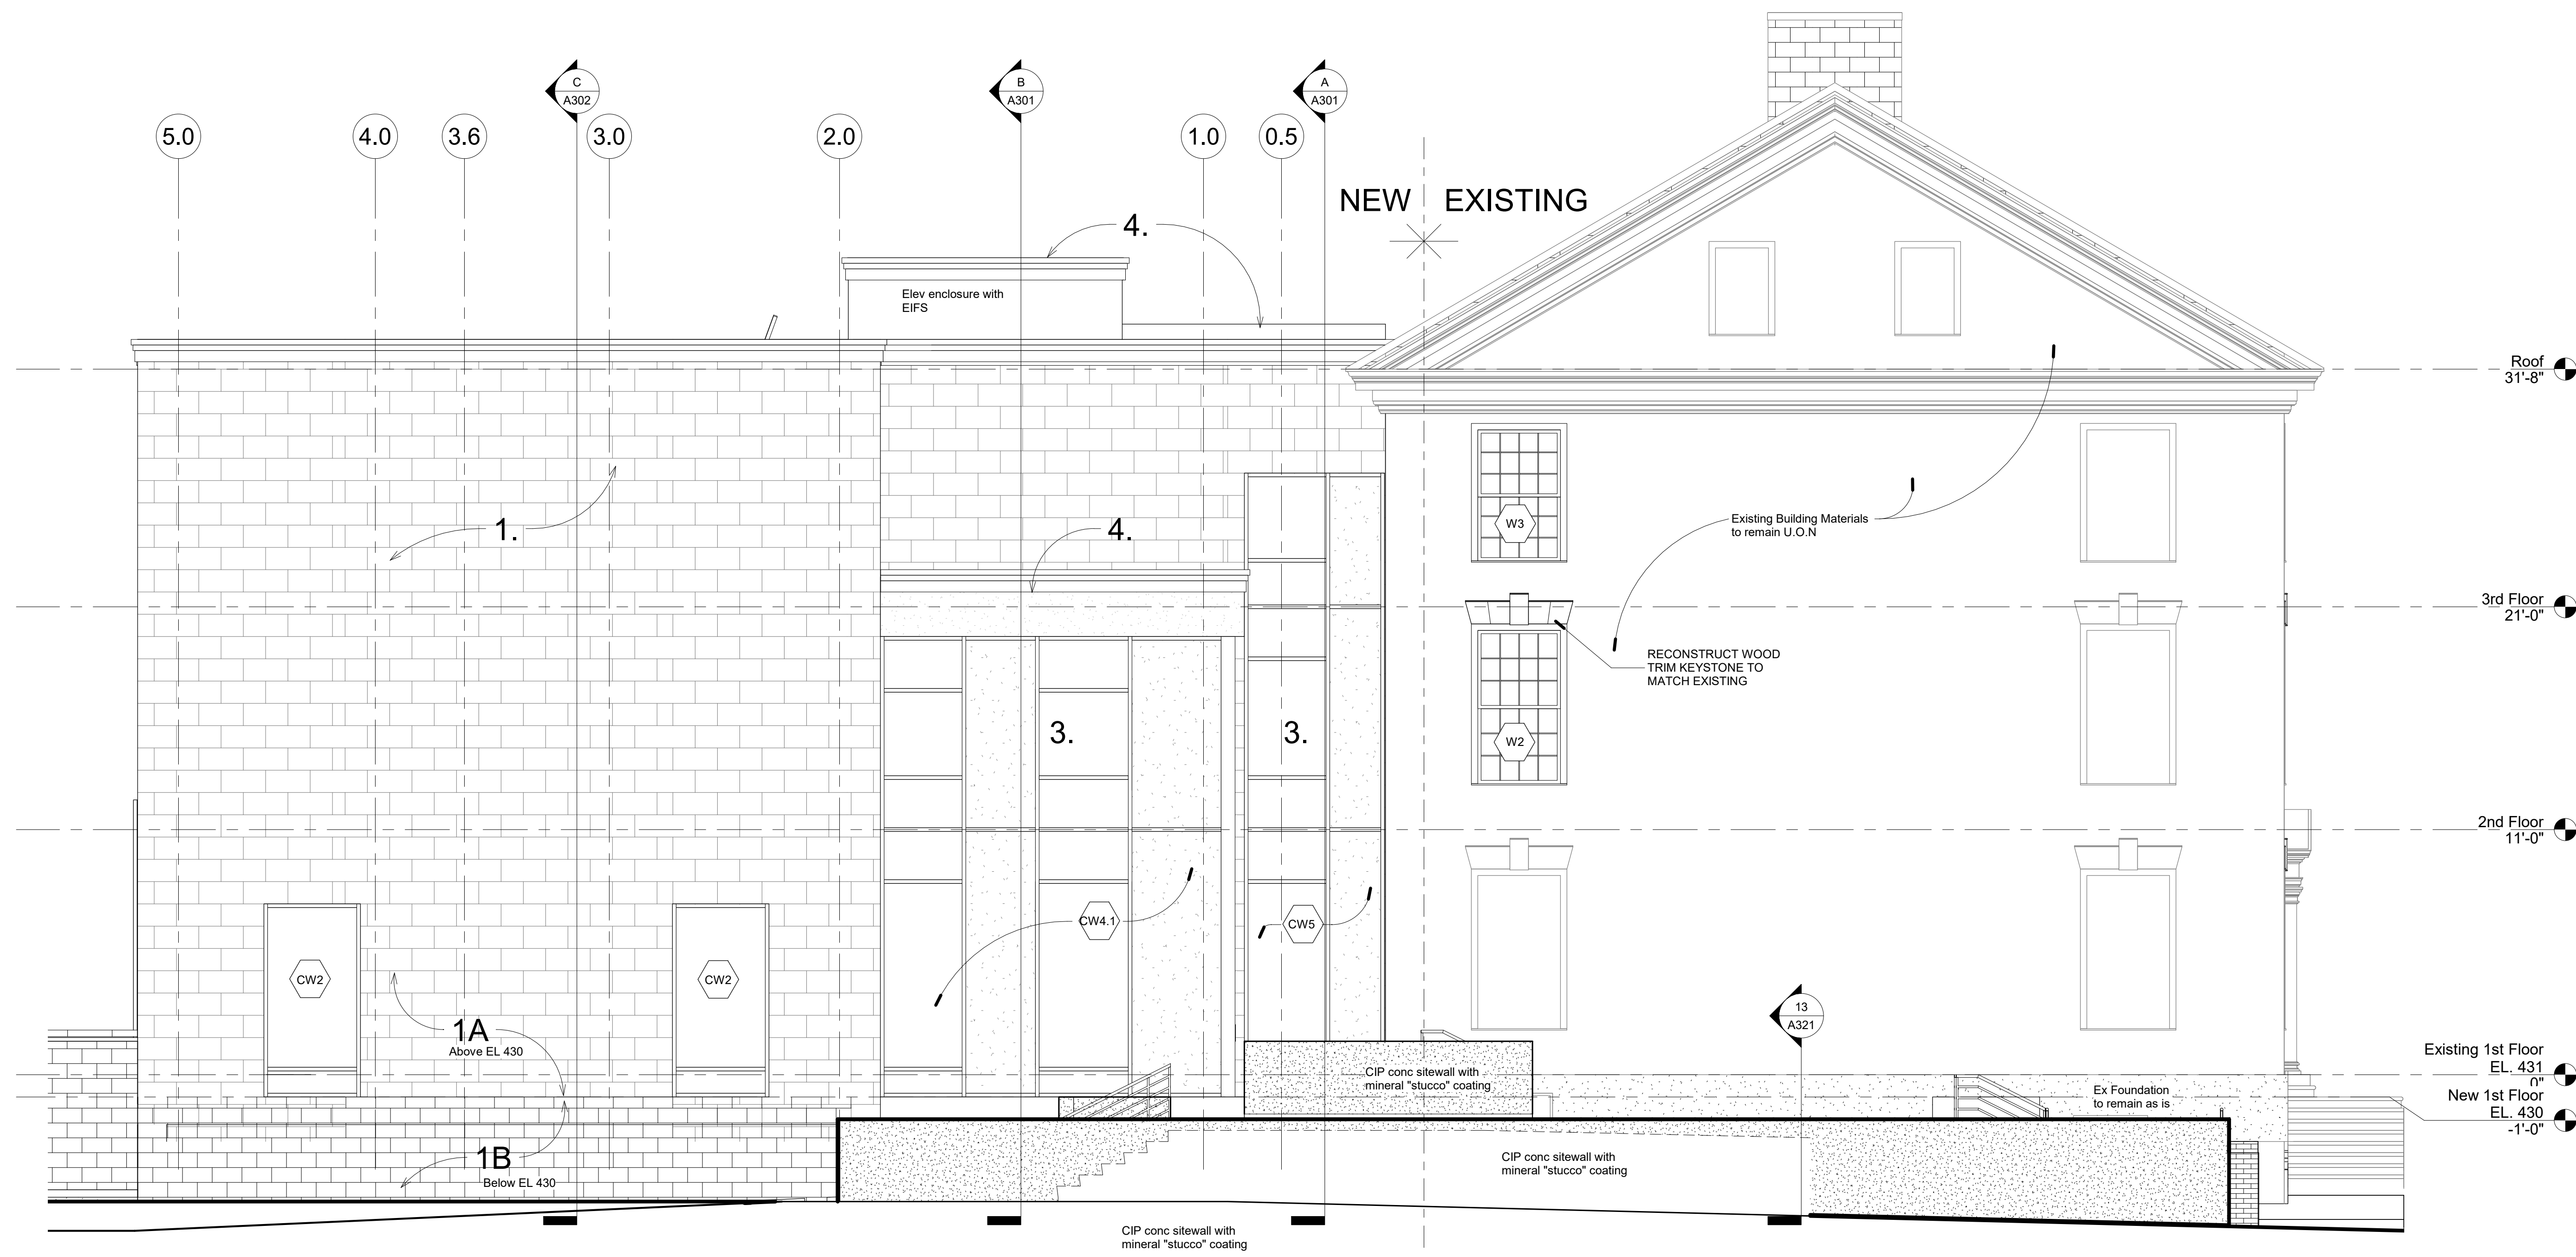 C
A302
B
A301
A
A301
5.0
4.0
3.6
3.0
2.0
1.0
0.5
NEW
EXISTING
4.
Elev enclosure with
EIFS
Roof
31'-8"
1.
4.
W3
Existing Building Materials
to remain U.O.N
3rd Floor
21'-0"
RECONSTRUCT WOOD
TRIM KEYSTONE TO
MATCH EXISTING
3.
3.
W2
2nd Floor
11'-0"
CW4.1
CW5
CW2
CW2
13
A321
1A
Above EL 430
Existing 1st Floor
EL. 431
0"
CIP conc sitewall with
mineral "stucco" coating
Ex Foundation
to remain as is
New 1st Floor
EL. 430
-1'-0"
1B
Below EL 430
CIP conc sitewall with
mineral "stucco" coating
CIP conc sitewall with
mineral "stucco" coating